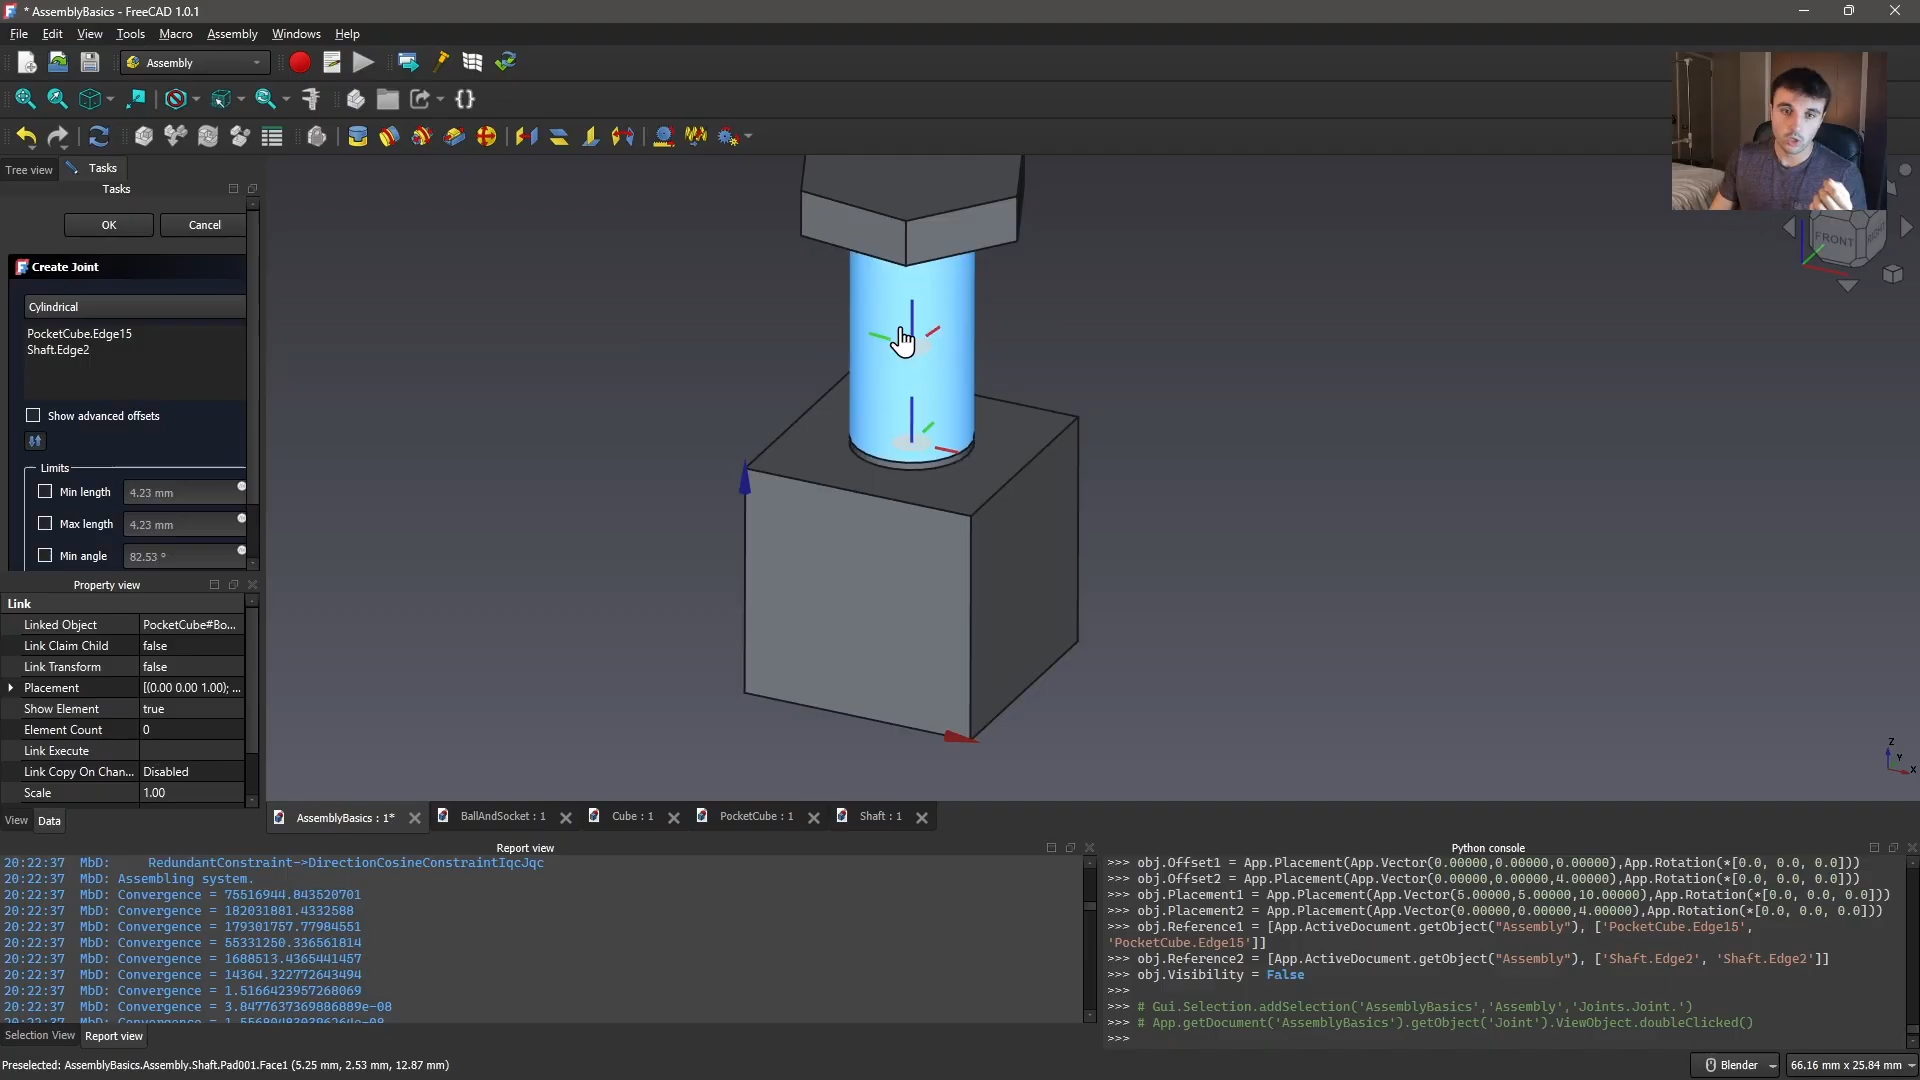 * AssemblyBasics - FreeCAD 1.0.1
File Edit View Tools Macro Assembly Windows Help
Assembly
Tree view Tasks
Tasks
OK Cancel
Create Joint
Cylindrical
PocketCube.Edge15
Shaft.Edge2
Show advanced offsets
Limits
Min length 4.23 mm
Max length 4.23 mm
Min angle 82.53 °
Property view
Link
Linked Object PocketCube#Bo...
Link Claim Child false
Link Transform false
Placement [(0.00 0.00 1.00); ...
Show Element true
Element Count 0
Link Execute
Link Copy On Chan... Disabled
Scale 1.00
View Data
FRONT RIGHT
Z
Y
X
AssemblyBasics : 1* BallAndSocket : 1 Cube : 1 PocketCube : 1 Shaft : 1
Report view
20:22:37 MbD: RedundantConstraint->DirectionCosineConstraintIqcJqc
20:22:37 MbD: Assembling system.
20:22:37 MbD: Convergence = 75516944.843520701
20:22:37 MbD: Convergence = 182031881.4332588
20:22:37 MbD: Convergence = 179301757.77984551
20:22:37 MbD: Convergence = 55331250.336561814
20:22:37 MbD: Convergence = 1688513.4365441457
20:22:37 MbD: Convergence = 14364.322772643494
20:22:37 MbD: Convergence = 1.5166423957268069
20:22:37 MbD: Convergence = 3.8477637369886889e-08
Selection View Report view
Python console
>>> obj.Offset1 = App.Placement(App.Vector(0.00000,0.00000,0.00000),App.Rotation(*[0.0, 0.0, 0.0]))
>>> obj.Offset2 = App.Placement(App.Vector(0.00000,0.00000,4.00000),App.Rotation(*[0.0, 0.0, 0.0]))
>>> obj.Placement1 = App.Placement(App.Vector(5.00000,5.00000,10.00000),App.Rotation(*[0.0, 0.0, 0.0]))
>>> obj.Placement2 = App.Placement(App.Vector(0.00000,0.00000,4.00000),App.Rotation(*[0.0, 0.0, 0.0]))
>>> obj.Reference1 = [App.ActiveDocument.getObject("Assembly"), ['PocketCube.Edge15',
'PocketCube.Edge15']]
>>> obj.Reference2 = [App.ActiveDocument.getObject("Assembly"), ['Shaft.Edge2', 'Shaft.Edge2']]
>>> obj.Visibility = False
>>>
>>> # Gui.Selection.addSelection('AssemblyBasics','Assembly','Joints.Joint.')
>>> # App.getDocument('AssemblyBasics').getObject('Joint').ViewObject.doubleClicked()
>>>
Preselected: AssemblyBasics.Assembly.Shaft.Pad001.Face1 (5.25 mm, 2.53 mm, 12.87 mm)
Blender 66.16 mm x 25.84 mm